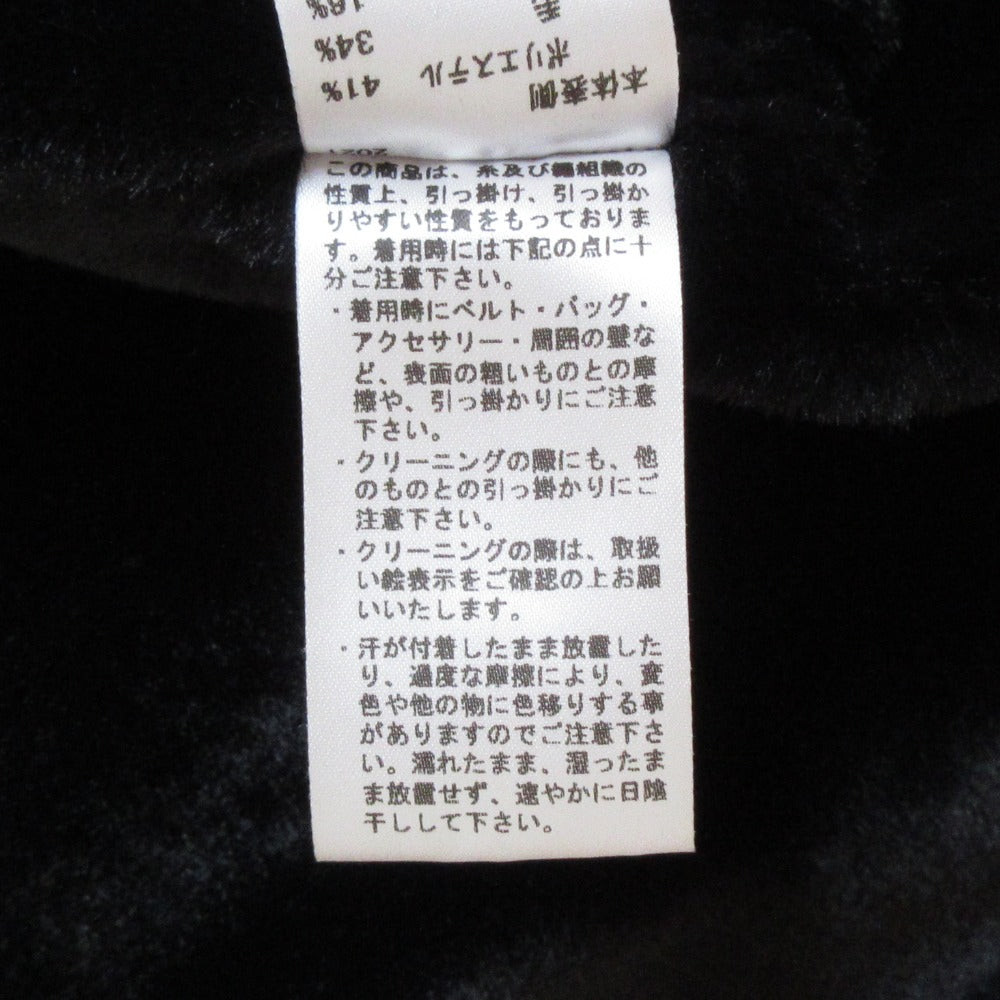 本体表側
ポリエステル 41%
34%
毛
この商品は、糸及び編組織の
性質上、引っ掛け、引っ掛か
りやすい性質をもっておりま
す。着用時には下記の点に十
分ご注意下さい。
・着用時にベルト・バッグ・
アクセサリー・周囲の壁な
ど、表面の粗いものとの摩
擦や、引っ掛かりにご注意
下さい。
・クリーニングの際にも、他
のものとの引っ掛かりにご
注意下さい。
・クリーニングの際は、取扱
い絵表示をご確認の上お願
いいたします。
・汗が付着したまま放置した
り、過度な摩擦により、変
色や他の物に色移りする事
がありますのでご注意下さ
い。濡れたまま、湿ったま
ま放置せず、速やかに日陰
干しして下さい。